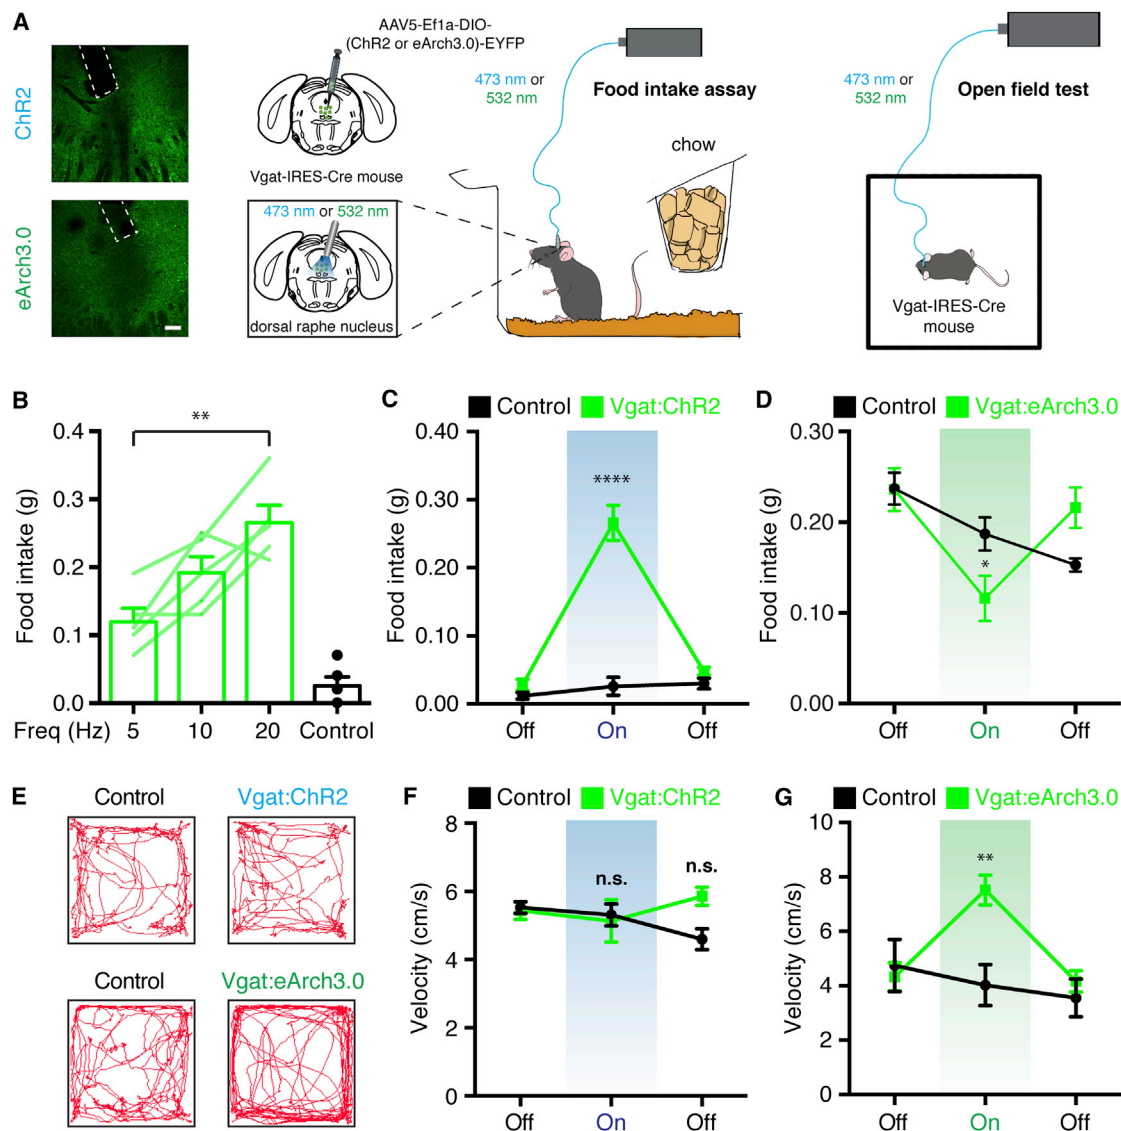 A
ChR2
eArch3.0
AAV5-Ef1a-DIO-
(ChR2 or eArch3.0)-EYFP
Vgat-IRES-Cre mouse
473 nm or 532 nm
dorsal raphe nucleus
473 nm or
532 nm
Food intake assay
chow
473 nm or
532 nm
Open field test
Vgat-IRES-Cre
mouse
B
**
Food intake (g)
0.4
0.3
0.2
0.1
0.0
Freq (Hz) 5 10 20 Control
C
Control Vgat:ChR2
Food intake (g)
0.40
0.30
0.20
0.10
0.00
****
Off On Off
D
Control Vgat:eArch3.0
Food intake (g)
0.30
0.20
0.10
0.00
*
Off On Off
E
Control Vgat:ChR2
Control Vgat:eArch3.0
F
Control Vgat:ChR2
Velocity (cm/s)
8
6
4
2
0
n.s. n.s.
Off On Off
G
Control Vgat:eArch3.0
Velocity (cm/s)
10
8
6
4
2
0
**
Off On Off